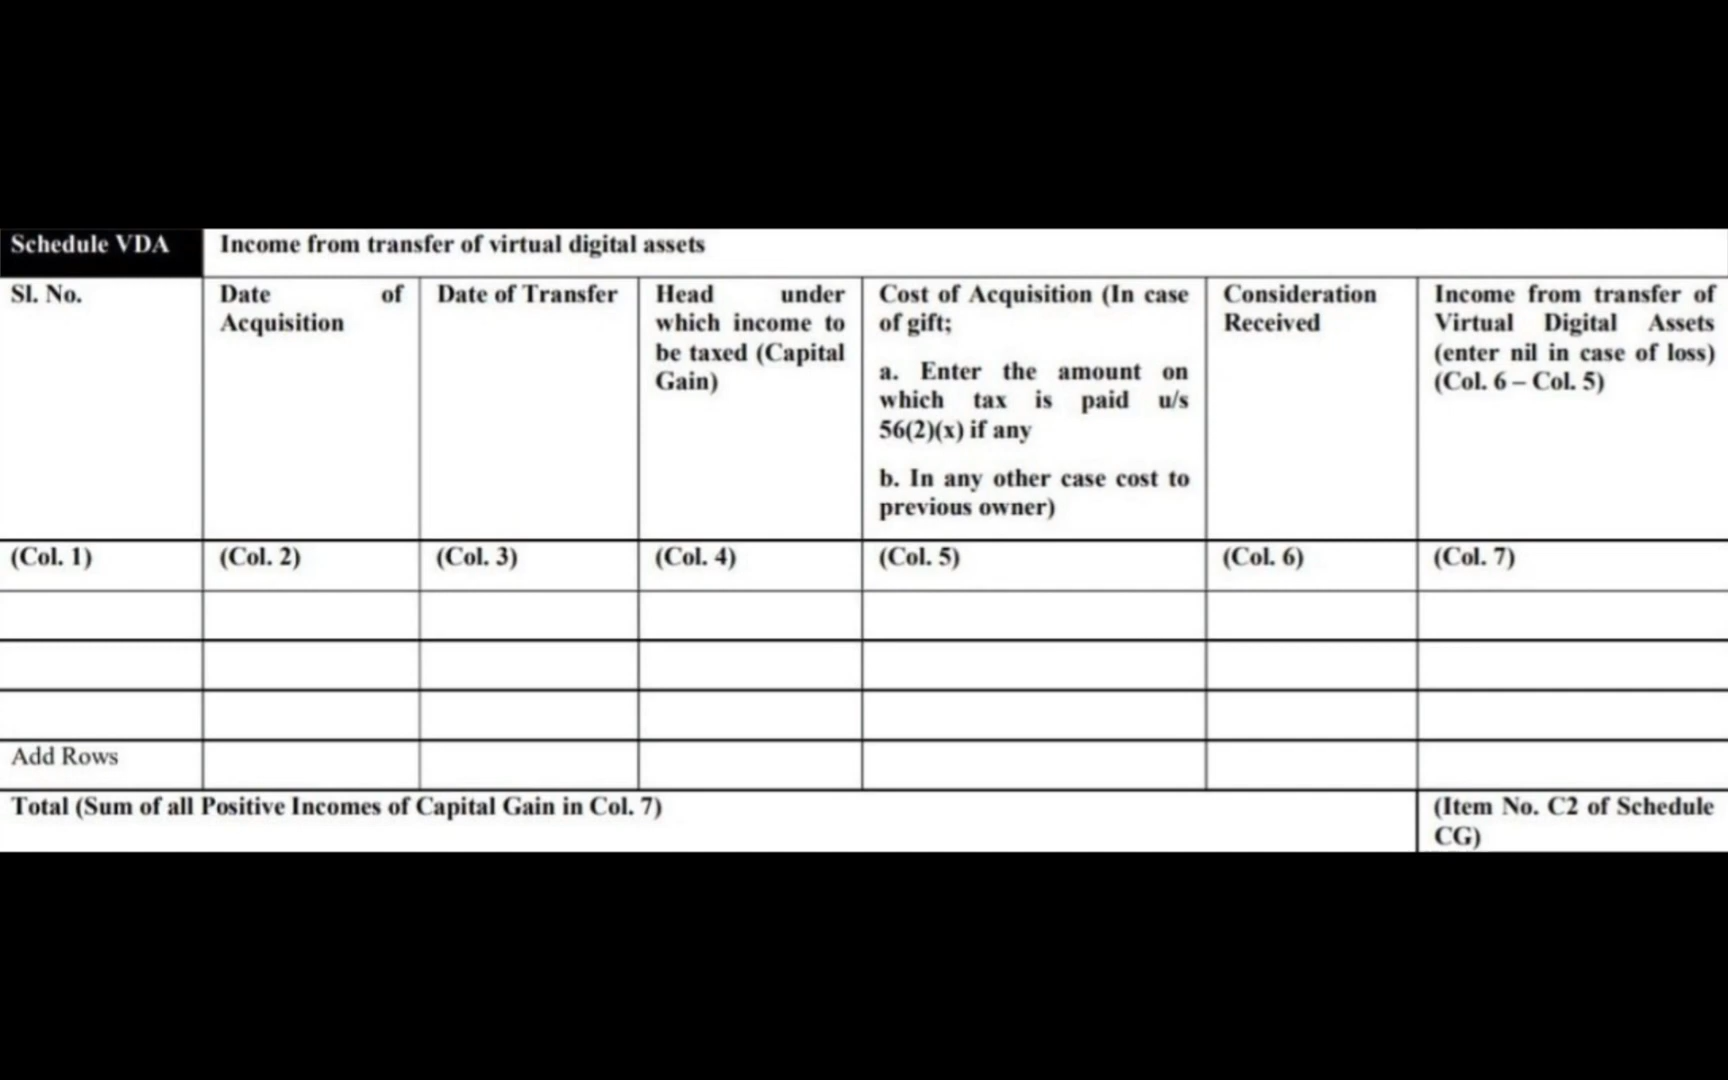 Schedule VDA
Income from transfer of virtual digital assets
Sl. No.
Date of
Acquisition
Date of Transfer
Head under
which income to
be taxed (Capital
Gain)
Cost of Acquisition (In case
of gift;
a. Enter the amount on
which tax is paid u/s
56(2)(x) if any
b. In any other case cost to
previous owner)
Consideration
Received
Income from transfer of
Virtual Digital Assets
(enter nil in case of loss)
(Col. 6 – Col. 5)
(Col. 1)
(Col. 2)
(Col. 3)
(Col. 4)
(Col. 5)
(Col. 6)
(Col. 7)
Add Rows
Total (Sum of all Positive Incomes of Capital Gain in Col. 7)
(Item No. C2 of Schedule
CG)